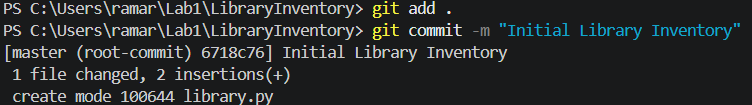 PS C:\Users\ramar\Lab1\LibraryInventory> git add .
PS C:\Users\ramar\Lab1\LibraryInventory> git commit -m "Initial Library Inventory"
[master (root-commit) 6718c76] Initial Library Inventory
 1 file changed, 2 insertions(+)
 create mode 100644 library.py